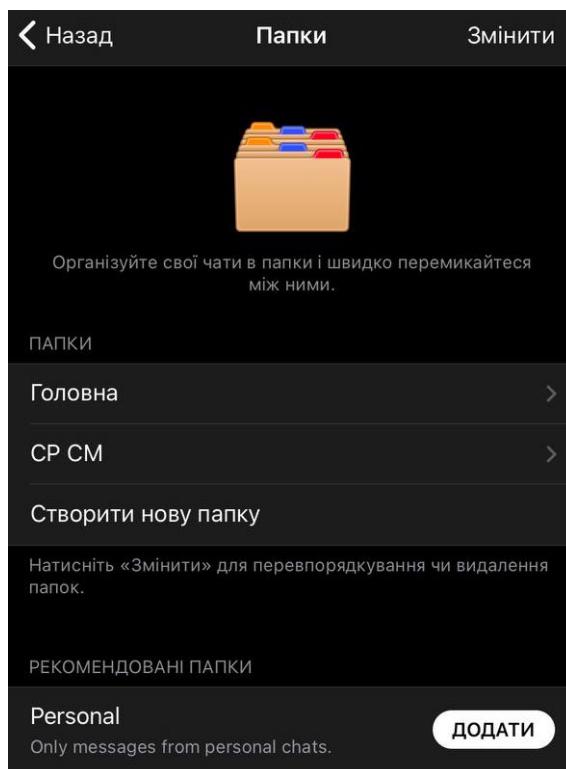 Назад
Папки
Змінити
Організуйте свої чати в папки і швидко перемикайтеся
між ними.
ПАПКИ
Головна
СР СМ
Створити нову папку
Натисніть «Змінити» для перевпорядкування чи видалення
папок.
РЕКОМЕНДОВАНІ ПАПКИ
Personal
Only messages from personal chats.
ДОДАТИ